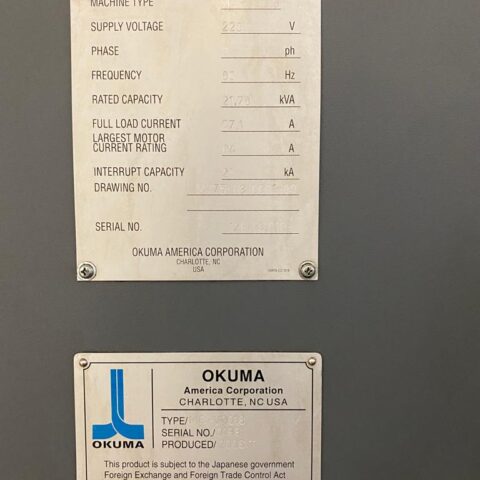 MACHINE TYPE
SUPPLY VOLTAGE V
PHASE ph
FREQUENCY Hz
RATED CAPACITY kVA
FULL LOAD CURRENT A
LARGEST MOTOR
CURRENT RATING A
INTERRUPT CAPACITY kA
DRAWING NO.
SERIAL NO.
OKUMA AMERICA CORPORATION
CHARLOTTE, NC
USA
OKUMA
America Corporation
CHARLOTTE, NC USA
OKUMA
TYPE/
SERIAL NO./
PRODUCED/
This product is subject to the Japanese government
Foreign Exchange and Foreign Trade Control Act